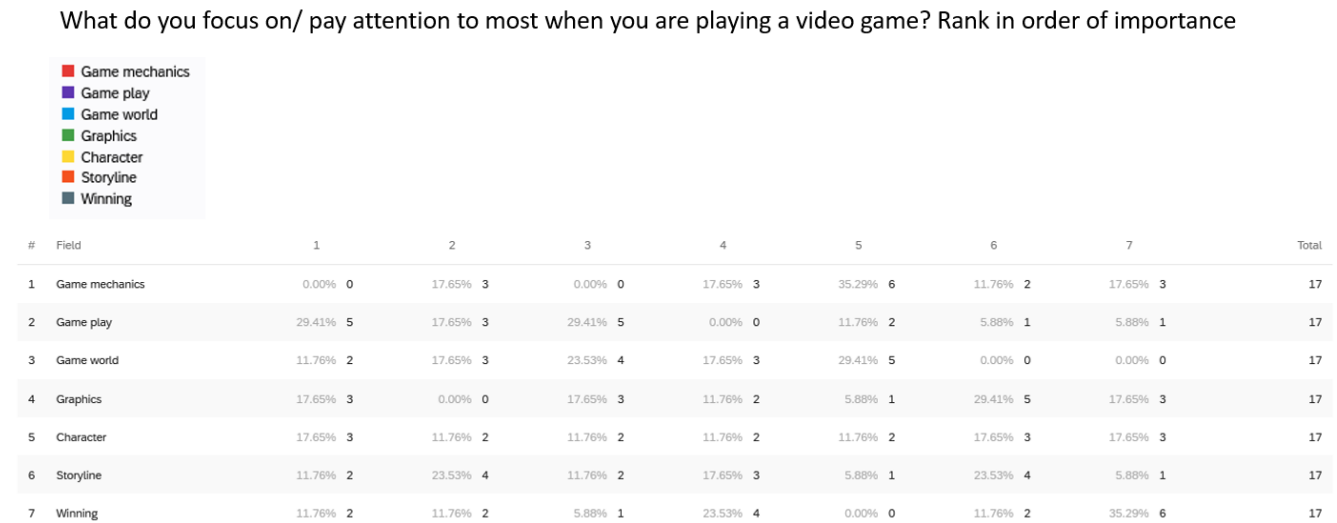 What do you focus on/ pay attention to most when you are playing a video game? Rank in order of importance
Game mechanics
Game play
Game world
Graphics
Character
Storyline
Winning
# Field 1 2 3 4 5 6 7 Total
1 Game mechanics 0.00% 0 17.65% 3 0.00% 0 17.65% 3 35.29% 6 11.76% 2 17.65% 3 17
2 Game play 29.41% 5 17.65% 3 29.41% 5 0.00% 0 11.76% 2 5.88% 1 5.88% 1 17
3 Game world 11.76% 2 17.65% 3 23.53% 4 17.65% 3 29.41% 5 0.00% 0 0.00% 0 17
4 Graphics 17.65% 3 0.00% 0 17.65% 3 11.76% 2 5.88% 1 29.41% 5 17.65% 3 17
5 Character 17.65% 3 11.76% 2 11.76% 2 11.76% 2 11.76% 2 17.65% 3 17.65% 3 17
6 Storyline 11.76% 2 23.53% 4 11.76% 2 17.65% 3 5.88% 1 23.53% 4 5.88% 1 17
7 Winning 11.76% 2 11.76% 2 5.88% 1 23.53% 4 0.00% 0 11.76% 2 35.29% 6 17